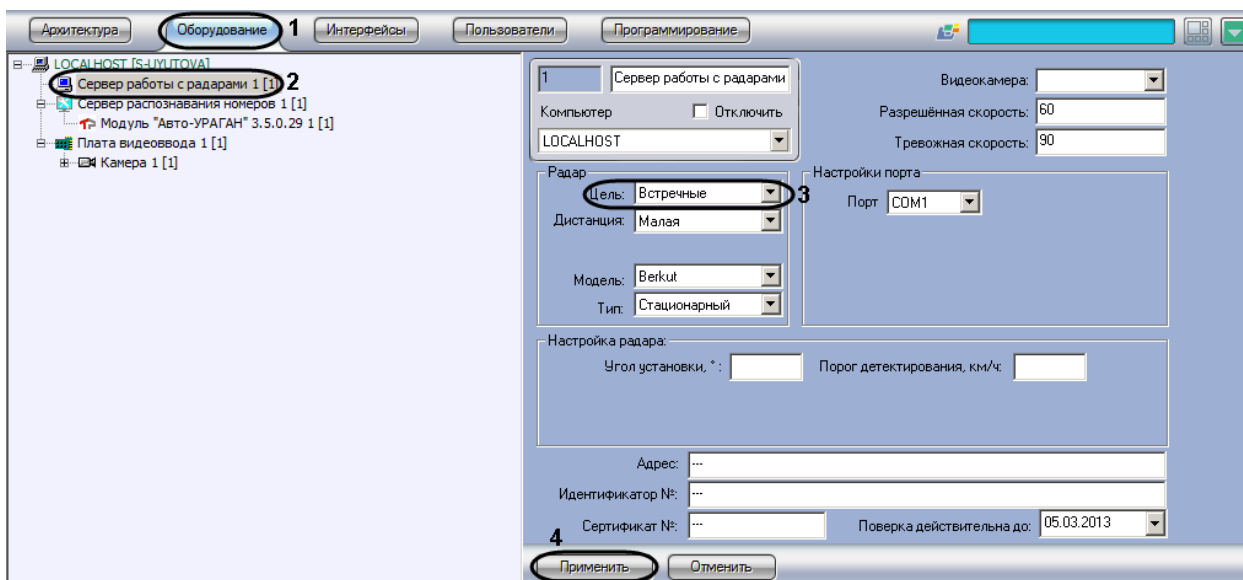 Архитектура Оборудование 1 Интерфейсы Пользователи Программирование
LOCALHOST [S-UYUTOVA]
Сервер работы с радарами 1 [1] 2
Сервер распознавания номеров 1 [1]
Модуль "Авто-УРАГАН" 3.5.0.29 1 [1]
Плата видеоввода 1 [1]
Камера 1 [1]
1 Сервер работы с радарами
Компьютер Отключить
LOCALHOST
Видеокамера:
Разрешённая скорость: 60
Тревожная скорость: 90
Радар
Цель: Встречные 3
Дистанция: Малая
Модель: Berkut
Тип: Стационарный
Настройки порта
Порт COM1
Настройка радара:
Угол установки, ° : Порог детектирования, км/ч:
Адрес: ---
Идентификатор №: ---
Сертификат №: --- Поверка действительна до: 05.03.2013
4
Применить Отменить